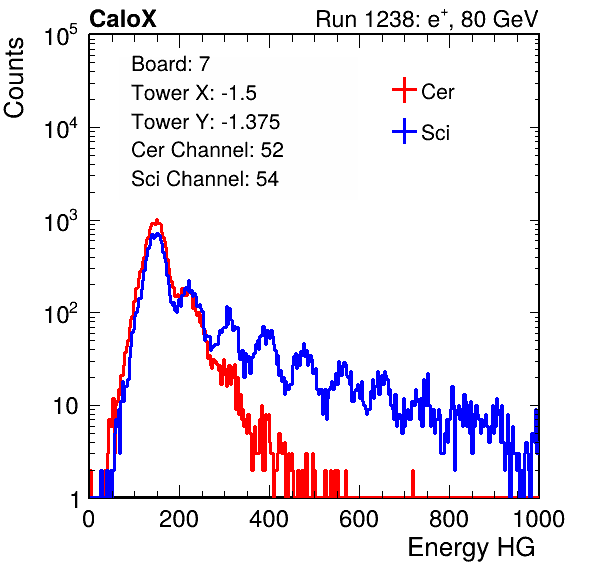 CaloX Run 1238: e⁺, 80 GeV
Counts
10⁵
10⁴
10³
10²
10
1
Board: 7
Tower X: -1.5
Tower Y: -1.375
Cer Channel: 52
Sci Channel: 54
Cer
Sci
0 200 400 600 800 1000
Energy HG